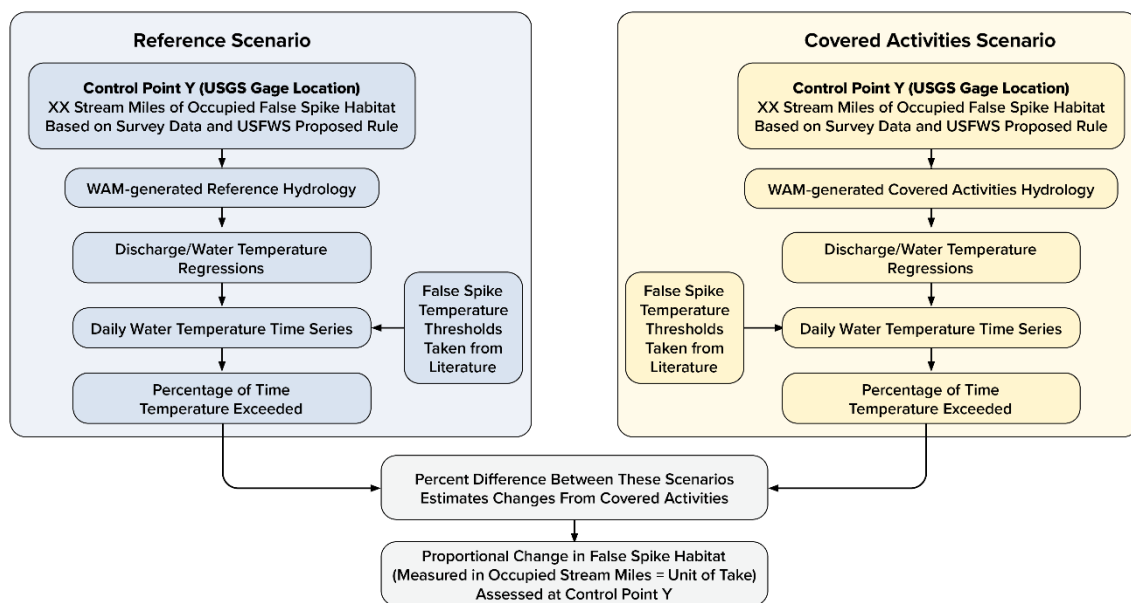 Reference Scenario
Control Point Y (USGS Gage Location)
XX Stream Miles of Occupied False Spike Habitat
Based on Survey Data and USFWS Proposed Rule
WAM-generated Reference Hydrology
Discharge/Water Temperature
Regressions
Daily Water Temperature Time Series
False Spike
Temperature
Thresholds
Taken from
Literature
Percentage of Time
Temperature Exceeded
Covered Activities Scenario
Control Point Y (USGS Gage Location)
XX Stream Miles of Occupied False Spike Habitat
Based on Survey Data and USFWS Proposed Rule
WAM-generated Covered Activities Hydrology
Discharge/Water Temperature
Regressions
False Spike
Temperature
Thresholds
Taken from
Literature
Daily Water Temperature Time Series
Percentage of Time
Temperature Exceeded
Percent Difference Between These Scenarios
Estimates Changes From Covered Activities
Proportional Change in False Spike Habitat
(Measured in Occupied Stream Miles = Unit of Take)
Assessed at Control Point Y